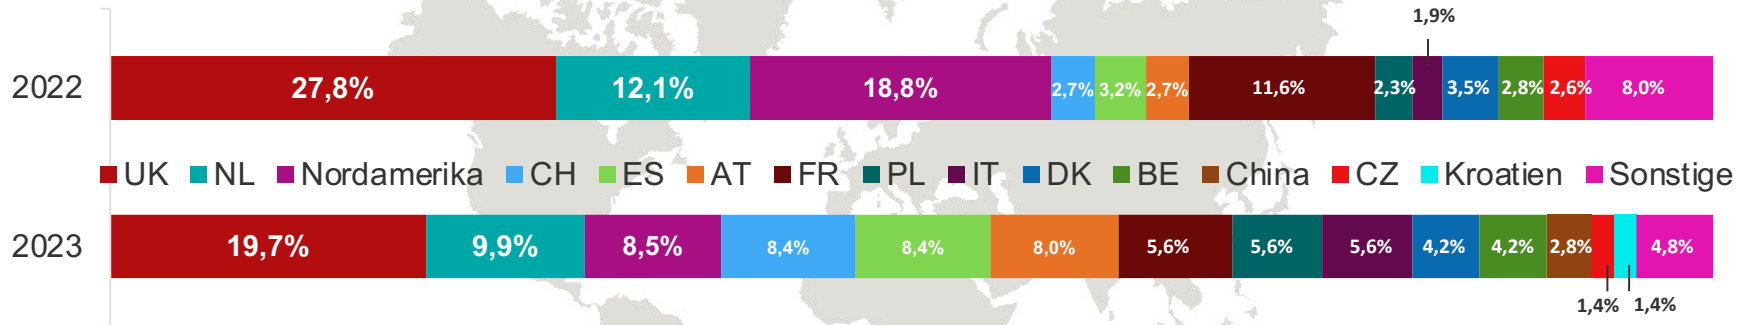 1,9%
2022 27,8% 12,1% 18,8% 2,7% 3,2% 2,7% 11,6% 2,3% 3,5% 2,8% 2,6% 8,0%
UK NL Nordamerika CH ES AT FR PL IT DK BE China CZ Kroatien Sonstige
2023 19,7% 9,9% 8,5% 8,4% 8,4% 8,0% 5,6% 5,6% 5,6% 4,2% 4,2% 2,8% 4,8%
1,4% 1,4%